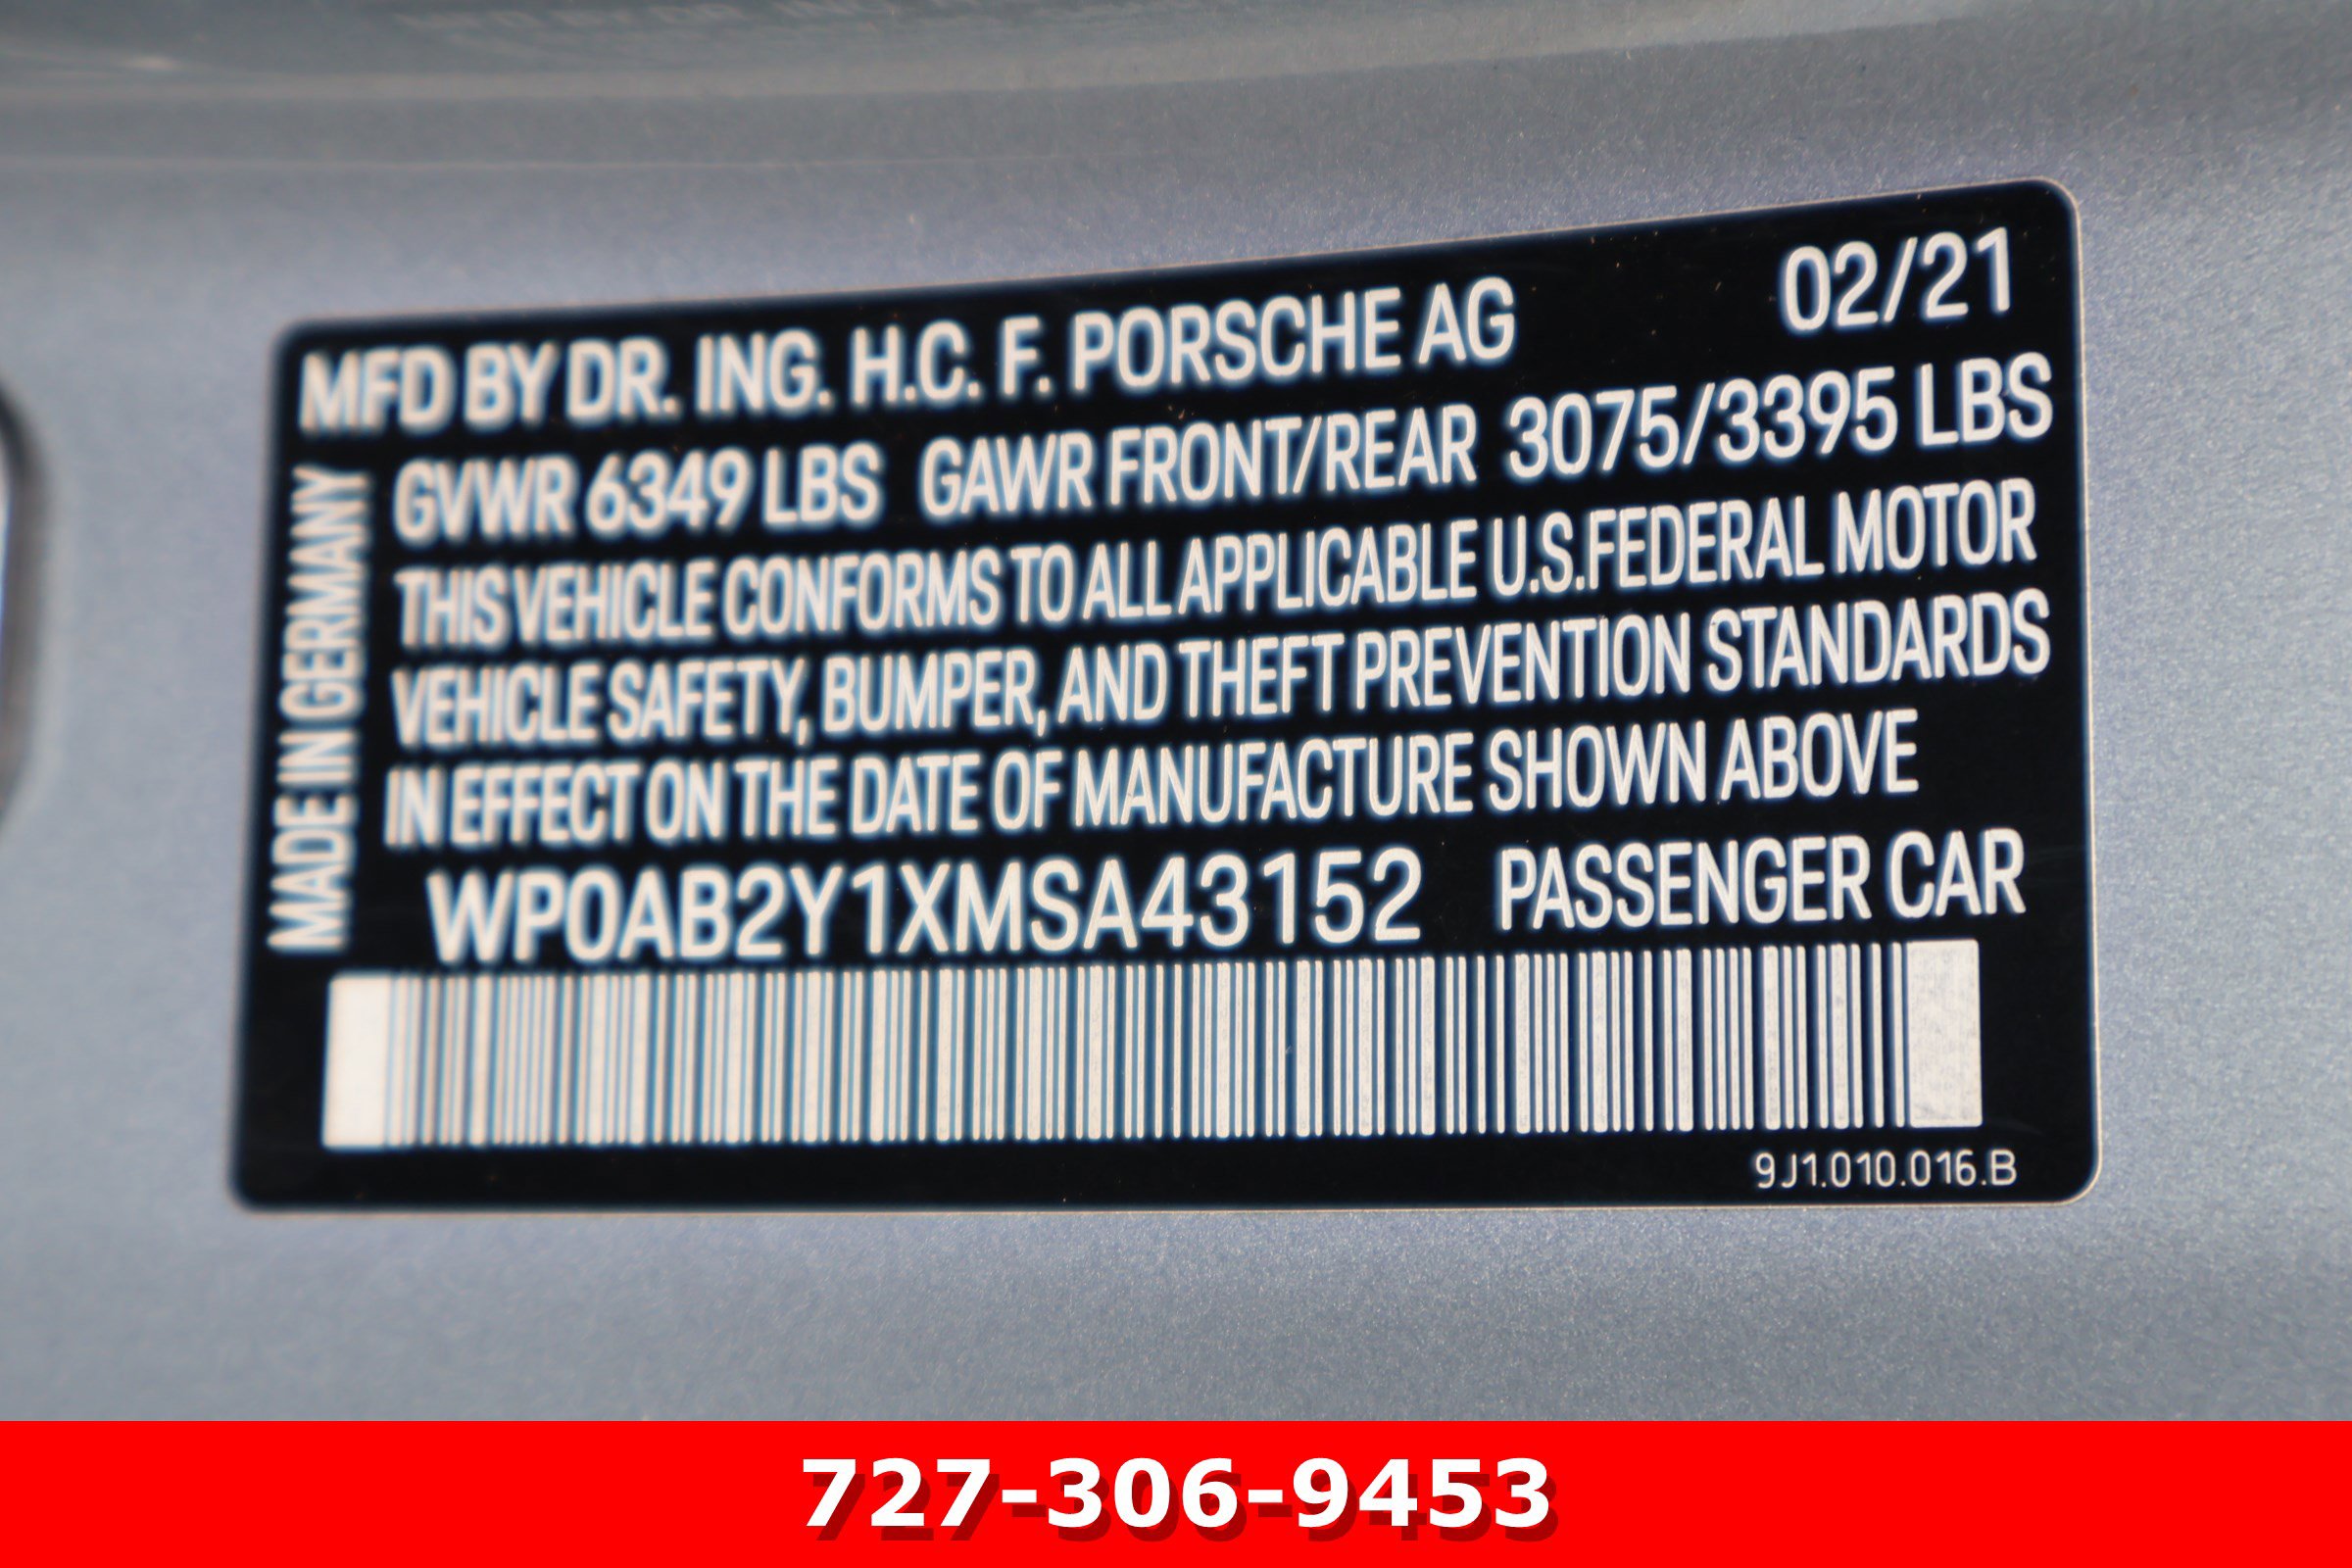 MFD BY DR. ING. H.C. F. PORSCHE AG 02/21
GVWR 6349 LBS GAWR FRONT/REAR 3075/3395 LBS
THIS VEHICLE CONFORMS TO ALL APPLICABLE U.S.FEDERAL MOTOR
VEHICLE SAFETY, BUMPER, AND THEFT PREVENTION STANDARDS
IN EFFECT ON THE DATE OF MANUFACTURE SHOWN ABOVE
MADE IN GERMANY
WP0AB2Y1XMSA43152 PASSENGER CAR
9J1.010.016.B
727-306-9453